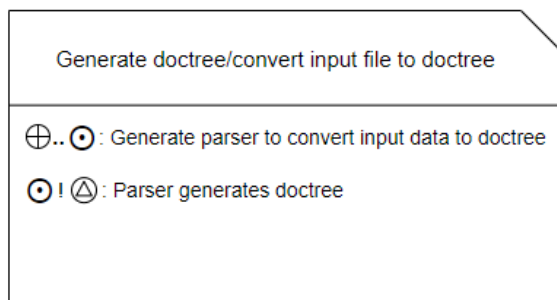 Generate doctree/convert input file to doctree
⊕..⊙: Generate parser to convert input data to doctree
⊙!◬: Parser generates doctree